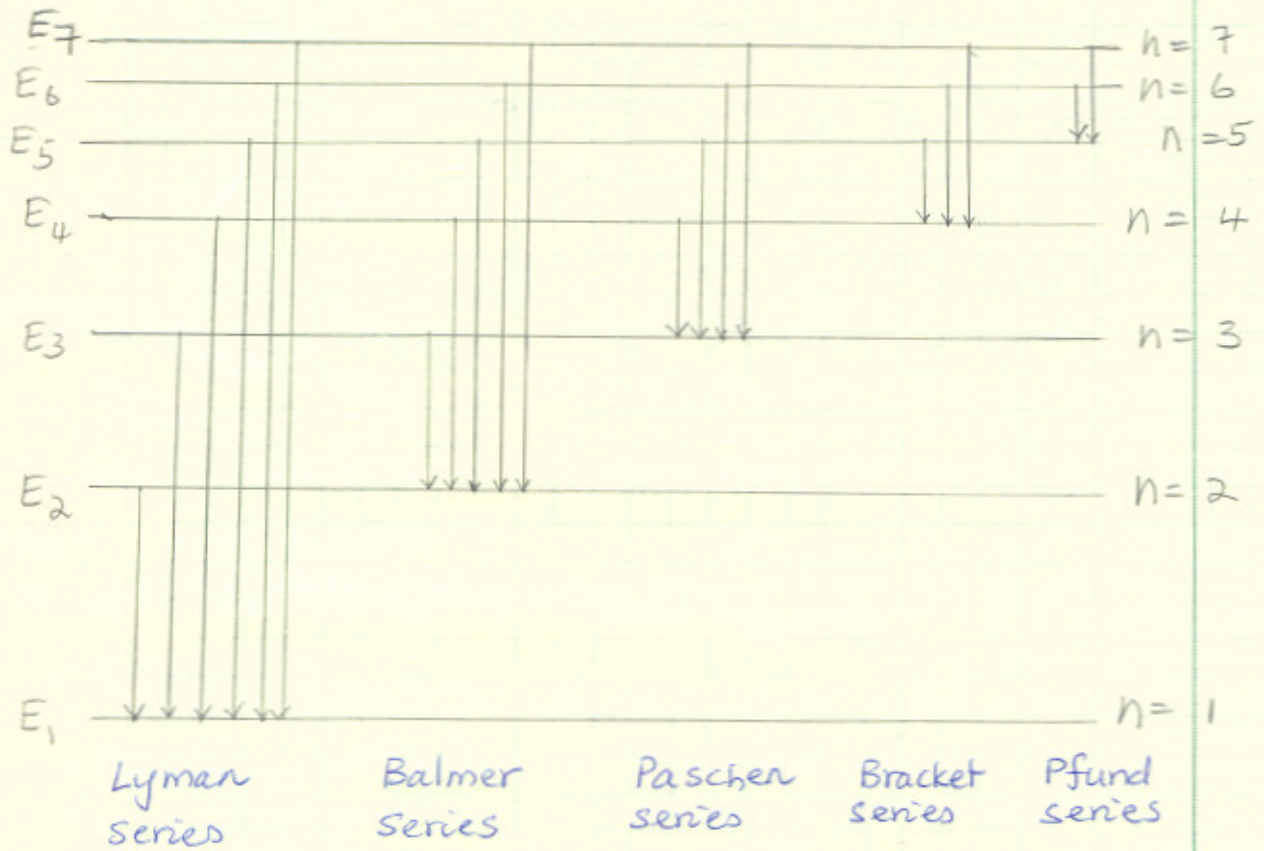 E7 n = 7
E6 n = 6
E5 n = 5
E4 n = 4
E3 n = 3
E2 n = 2
E1 n = 1
Lyman series
Balmer series
Paschen series
Bracket series
Pfund series